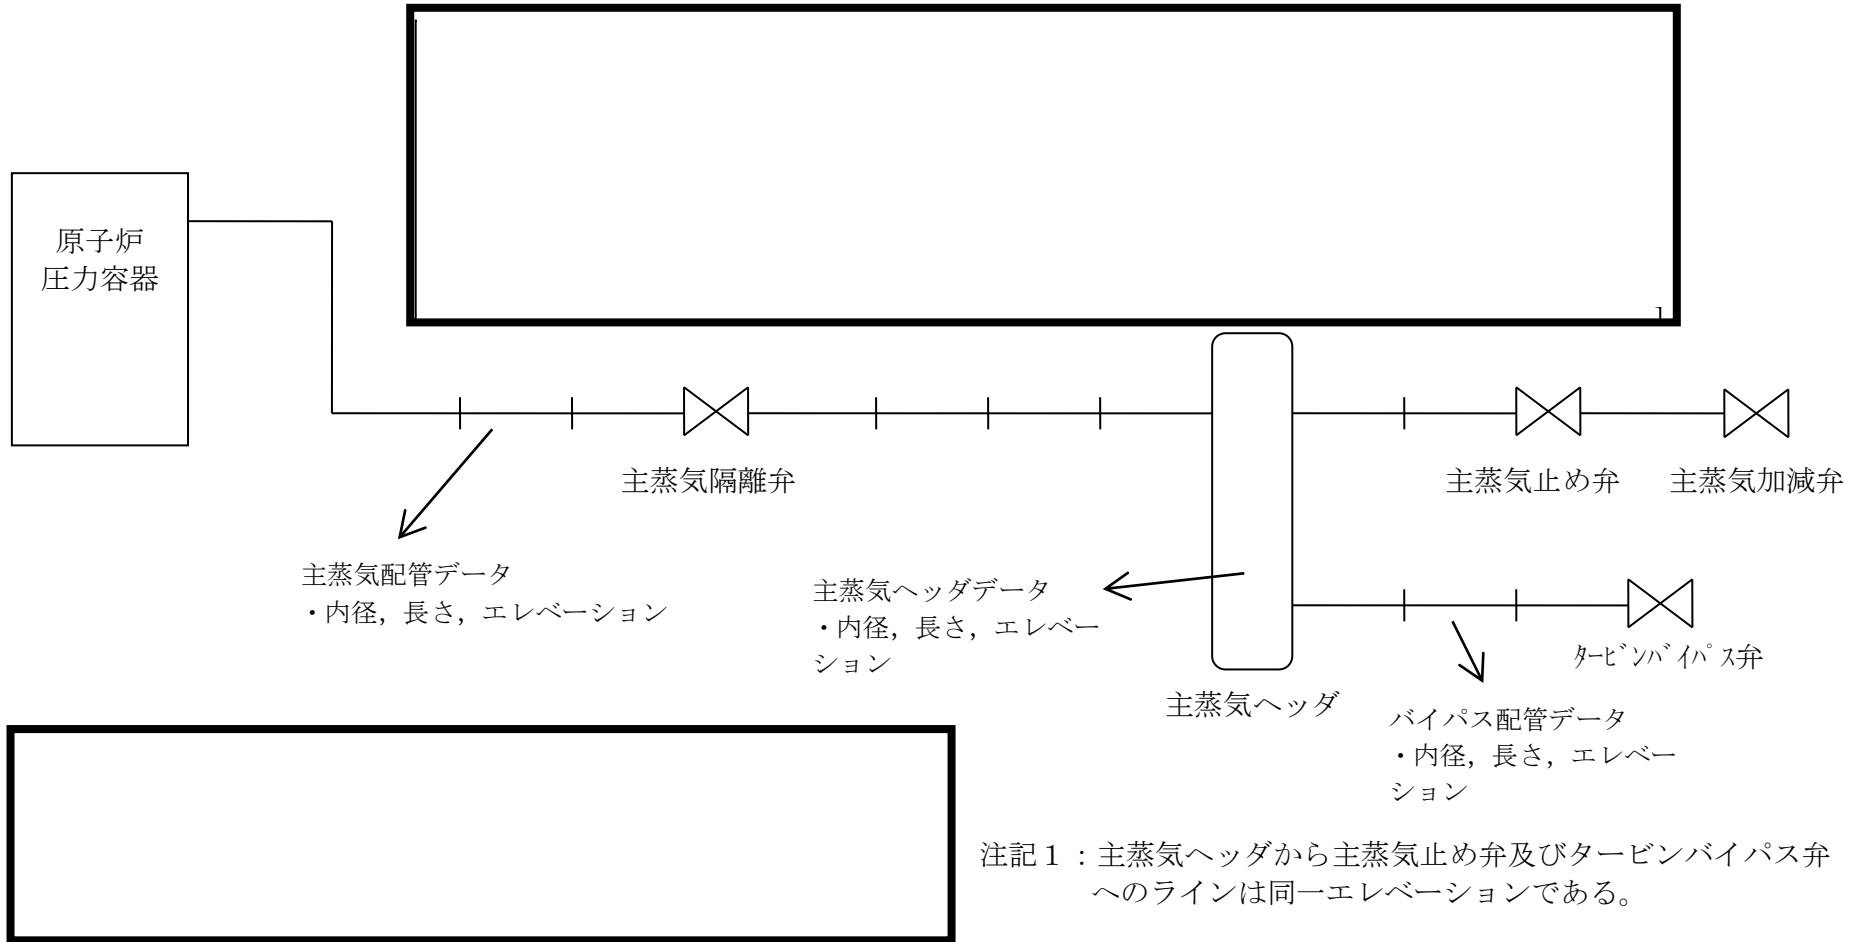 原子炉
圧力容器
主蒸気隔離弁
主蒸気止め弁
主蒸気加減弁
主蒸気配管データ
・内径，長さ，エレベーション
主蒸気ヘッダデータ
・内径，長さ，エレベー
ション
ﾀｰﾋﾞﾝﾊﾞｲﾊﾟｽ弁
主蒸気ヘッダ
バイパス配管データ
・内径，長さ，エレベー
ション
注記１：主蒸気ヘッダから主蒸気止め弁及びタービンバイパス弁
へのラインは同一エレベーションである。